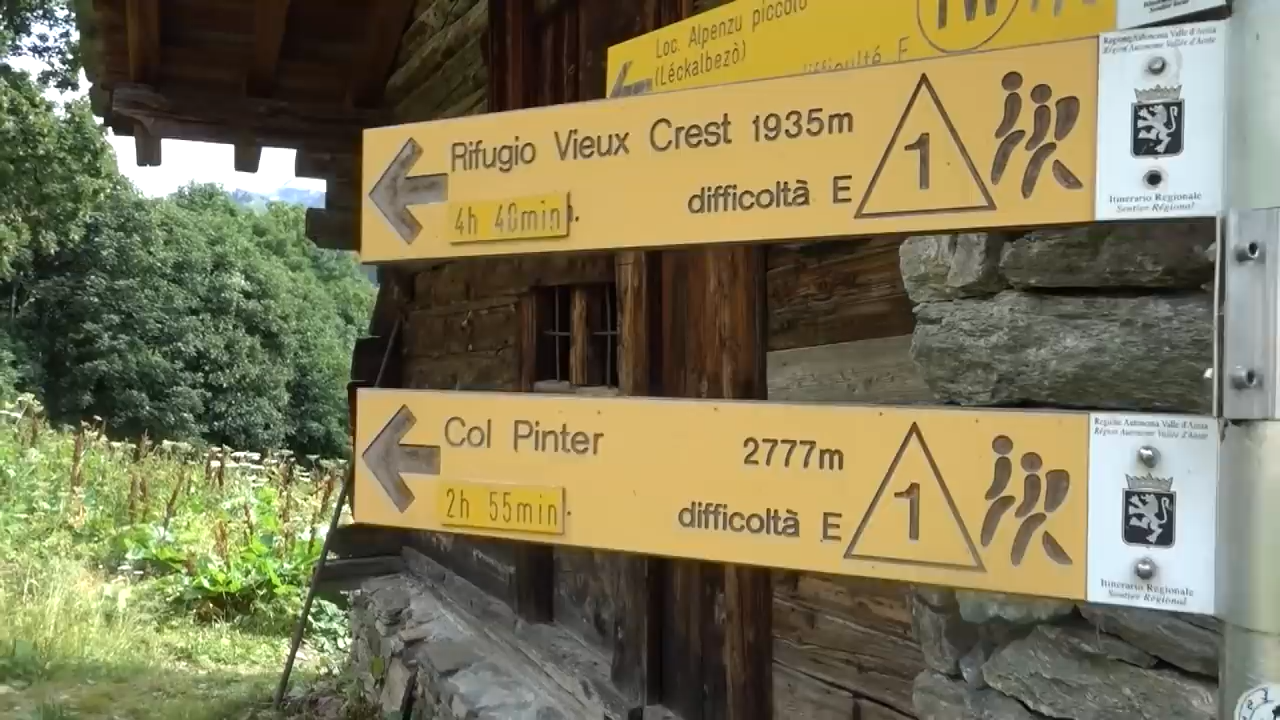 Loc. Alpenzu piccolo
(Léckalbezò)
TW
Rifugio Vieux Crest 1935m
4h 40min.
difficoltà E
1
Regione Autonoma Valle d'Aosta
Région Autonome Vallée d'Aoste
Itinerario Regionale
Sentier Régional
Col Pinter 2777m
2h 55min.
difficoltà E
1
Regione Autonoma Valle d'Aosta
Région Autonome Vallée d'Aoste
Itinerario Regionale
Sentier Régional